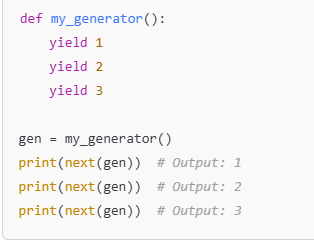 def my_generator():
    yield 1
    yield 2
    yield 3

gen = my_generator()
print(next(gen))  # Output: 1
print(next(gen))  # Output: 2
print(next(gen))  # Output: 3